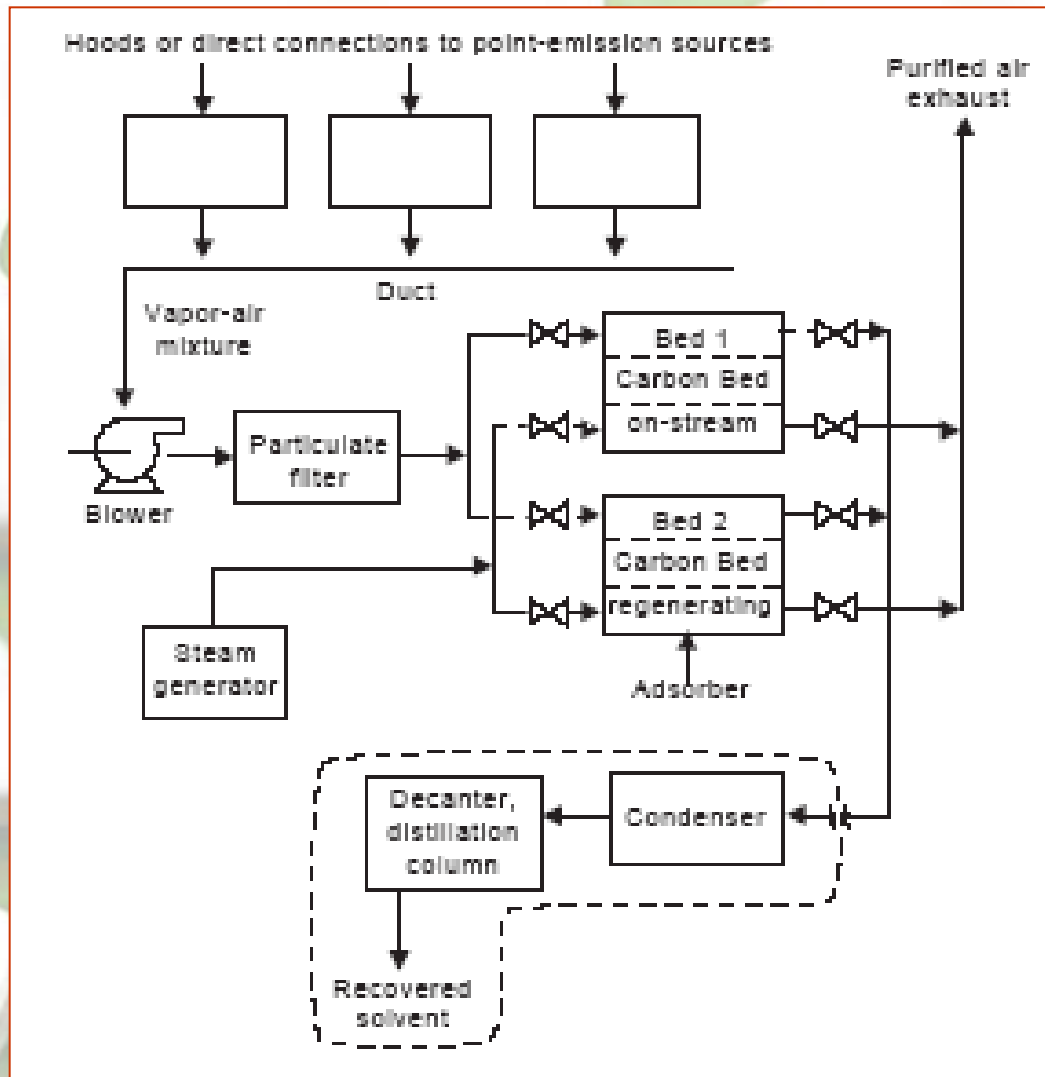 Hoods or direct connections to point-emission sources
Purified air
exhaust
Duct
Vapor-air
mixture
Blower
Particulate
filter
Bed 1
Carbon Bed
on-stream
Bed 2
Carbon Bed
regenerating
Adsorber
Steam
generator
Condenser
Decanter,
distillation
column
Recovered
solvent